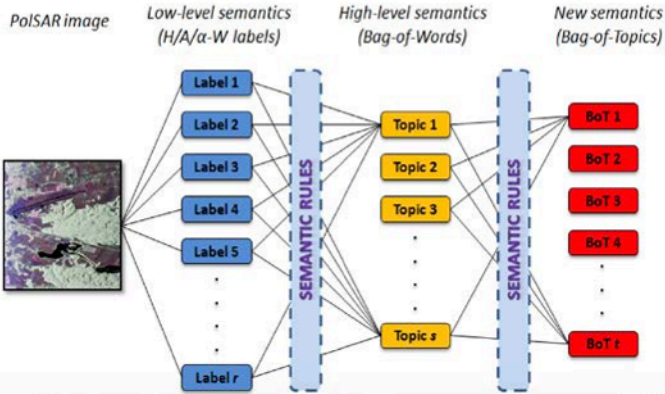 PolSAR image
Low-level semantics
(H/A/α-W labels)
High-level semantics
(Bag-of-Words)
New semantics
(Bag-of-Topics)
Label 1
Label 2
Label 3
Label 4
Label 5
Label r
SEMANTIC RULES
Topic 1
Topic 2
Topic 3
Topic s
SEMANTIC RULES
BoT 1
BoT 2
BoT 3
BoT 4
BoT t